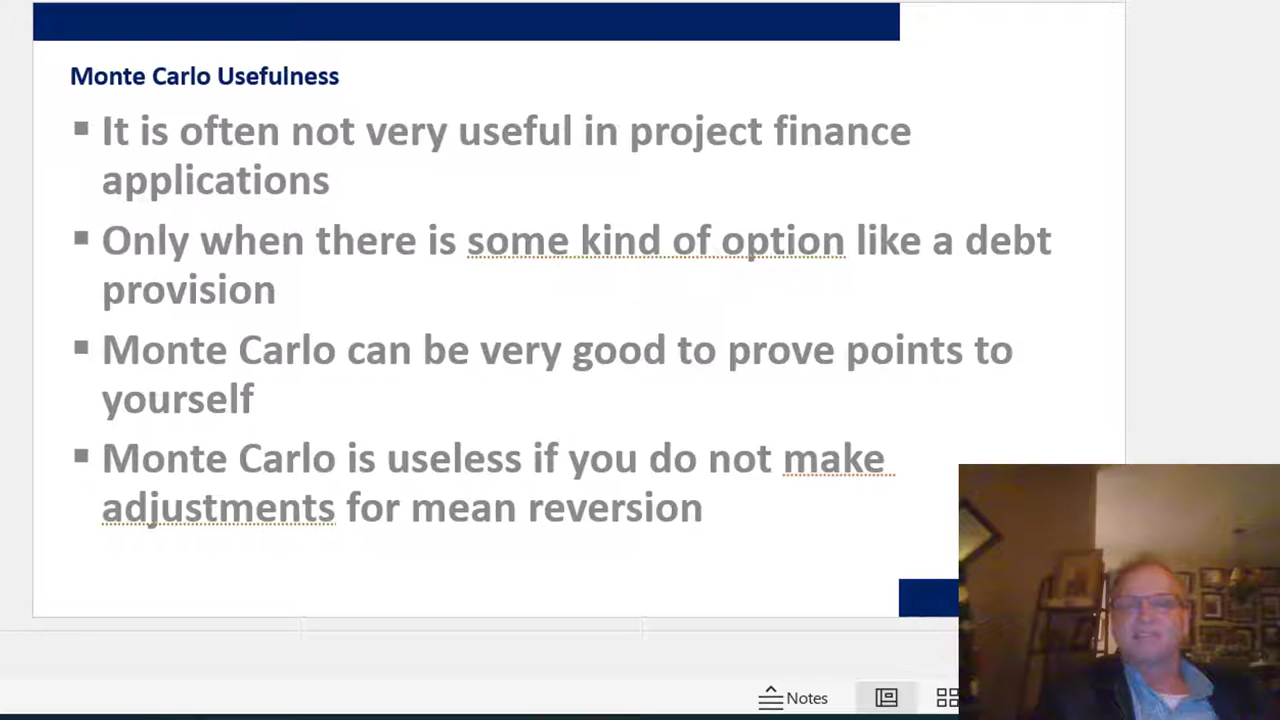 Monte Carlo Usefulness
▪ It is often not very useful in project finance
applications
▪ Only when there is some kind of option like a debt
provision
▪ Monte Carlo can be very good to prove points to
yourself
▪ Monte Carlo is useless if you do not make
adjustments for mean reversion
Notes